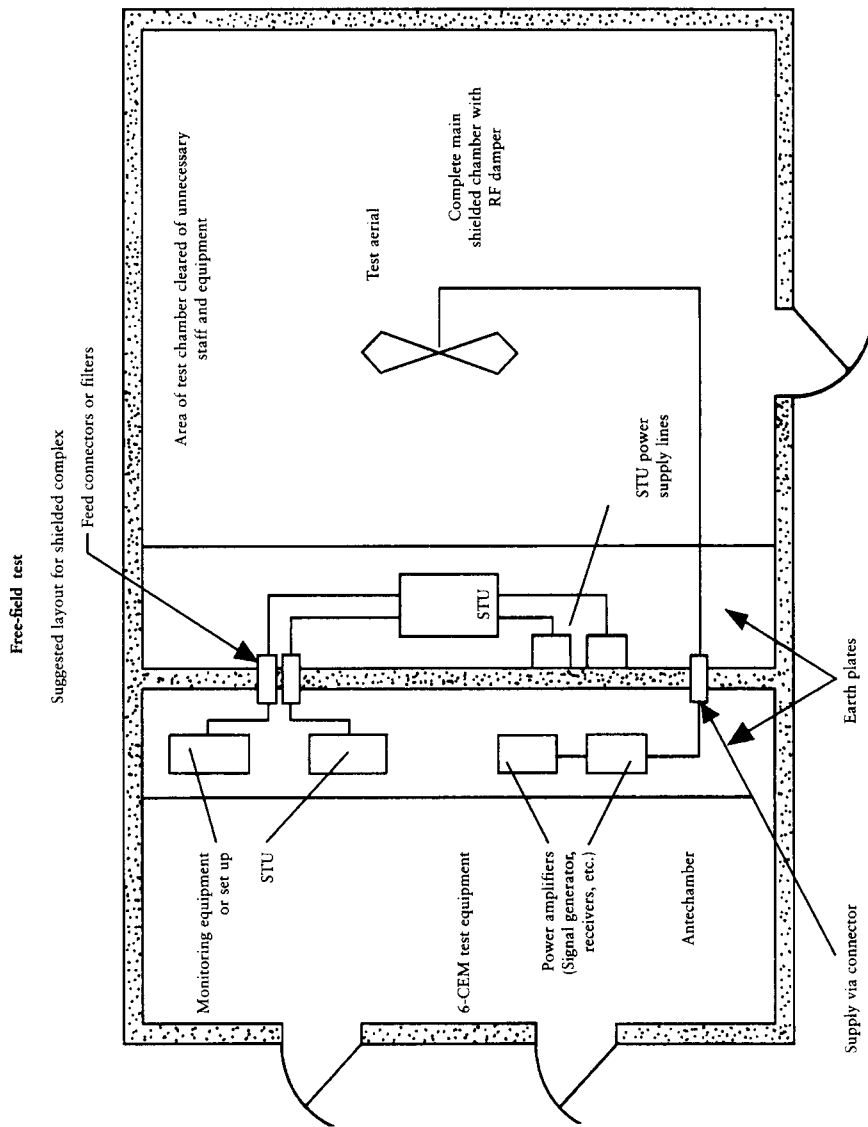 Free-field test
Suggested layout for shielded complex
Feed connectors or filters
Area of test chamber cleared of unnecessary
staff and equipment
Test aerial
Complete main
shielded chamber with
RF damper
STU power
supply lines
STU
Monitoring equipment
or set up
STU
6-CEM test equipment
Power amplifiers
(Signal generator,
receivers, etc.)
Antechamber
Earth plates
Supply via connector